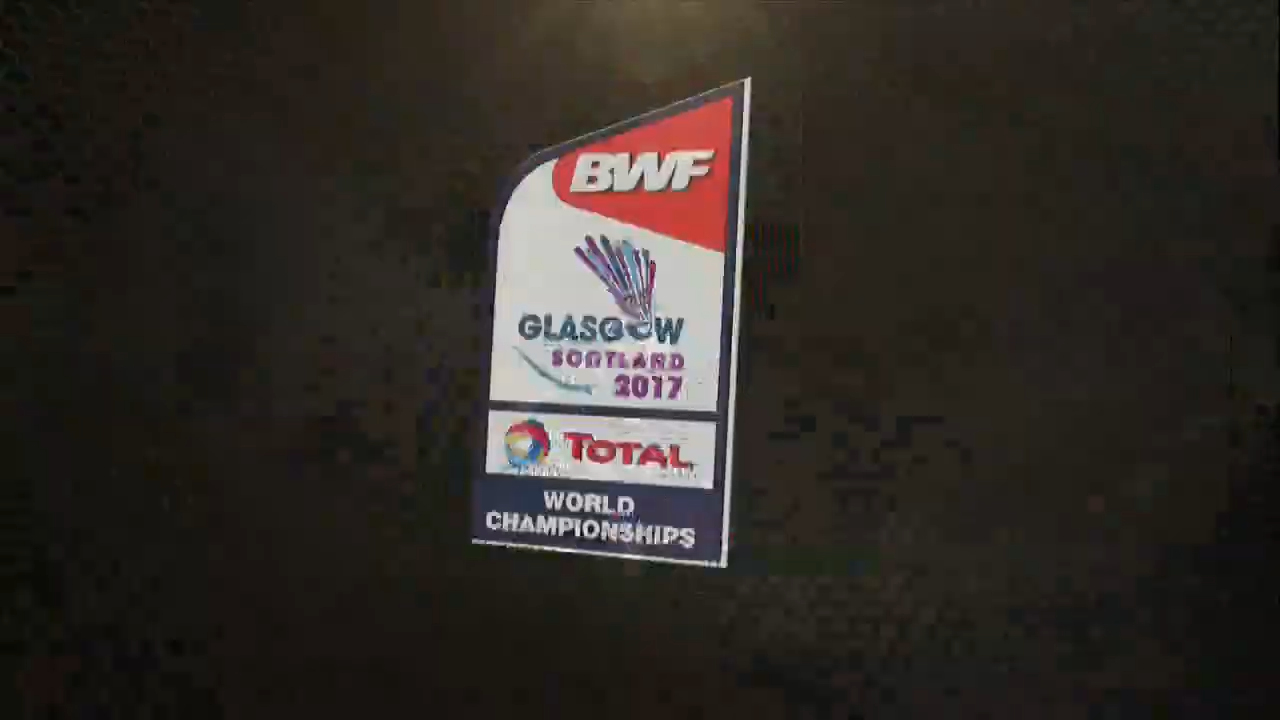 BWF
GLASGOW
SCOTLAND
2017
TOTAL
WORLD
CHAMPIONSHIPS